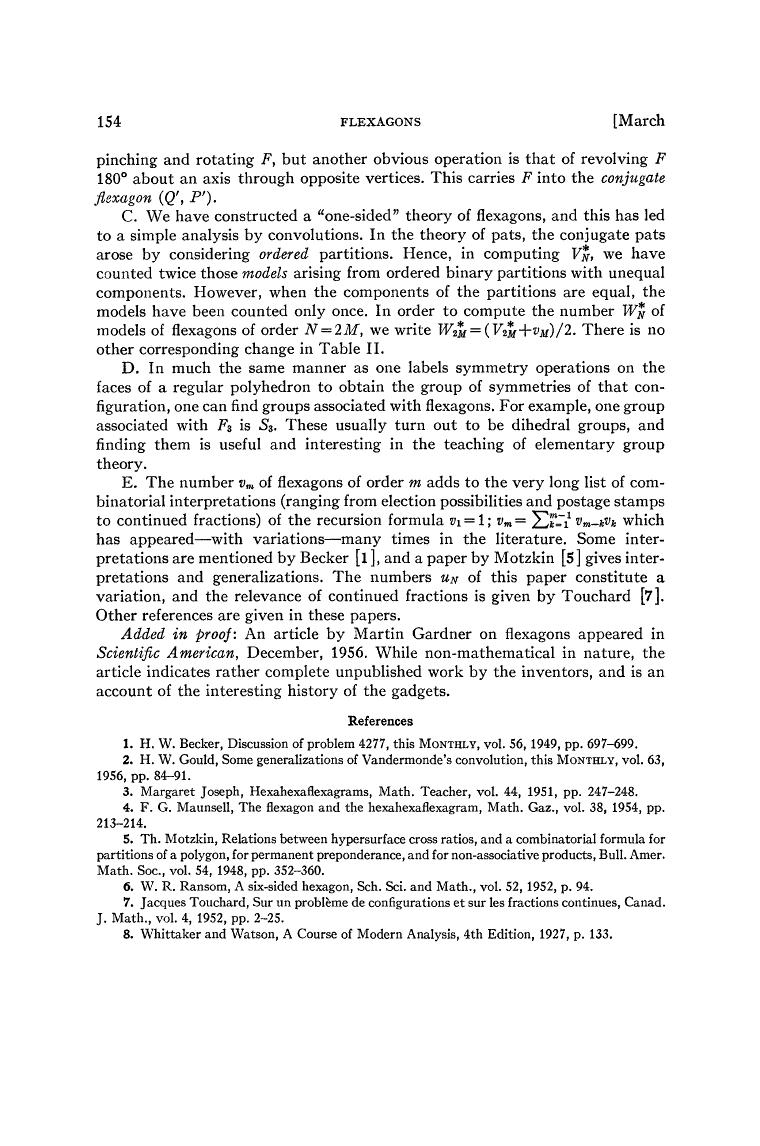 154 FLEXAGONS [March
pinching and rotating F, but another obvious operation is that of revolving F
180° about an axis through opposite vertices. This carries F into the conjugate
flexagon (Q′, P′).
C. We have constructed a “one-sided” theory of flexagons, and this has led
to a simple analysis by convolutions. In the theory of pats, the conjugate pats
arose by considering ordered partitions. Hence, in computing V*_N, we have
counted twice those models arising from ordered binary partitions with unequal
components. However, when the components of the partitions are equal, the
models have been counted only once. In order to compute the number W*_N of
models of flexagons of order N=2M, we write W*_{2M}=(V*_{2M}+v_M)/2. There is no
other corresponding change in Table II.
D. In much the same manner as one labels symmetry operations on the
faces of a regular polyhedron to obtain the group of symmetries of that con-
figuration, one can find groups associated with flexagons. For example, one group
associated with F₃ is S₃. These usually turn out to be dihedral groups, and
finding them is useful and interesting in the teaching of elementary group
theory.
E. The number v_m of flexagons of order m adds to the very long list of com-
binatorial interpretations (ranging from election possibilities and postage stamps
to continued fractions) of the recursion formula v₁=1; v_m= ∑_{k=1}^{m−1} v_{m−k}v_k which
has appeared—with variations—many times in the literature. Some inter-
pretations are mentioned by Becker [1], and a paper by Motzkin [5] gives inter-
pretations and generalizations. The numbers u_N of this paper constitute a
variation, and the relevance of continued fractions is given by Touchard [7].
Other references are given in these papers.
Added in proof: An article by Martin Gardner on flexagons appeared in
Scientific American, December, 1956. While non-mathematical in nature, the
article indicates rather complete unpublished work by the inventors, and is an
account of the interesting history of the gadgets.
References
1. H. W. Becker, Discussion of problem 4277, this MONTHLY, vol. 56, 1949, pp. 697–699.
2. H. W. Gould, Some generalizations of Vandermonde's convolution, this MONTHLY, vol. 63,
1956, pp. 84–91.
3. Margaret Joseph, Hexahexaflexagrams, Math. Teacher, vol. 44, 1951, pp. 247–248.
4. F. G. Maunsell, The flexagon and the hexahexaflexagram, Math. Gaz., vol. 38, 1954, pp.
213–214.
5. Th. Motzkin, Relations between hypersurface cross ratios, and a combinatorial formula for
partitions of a polygon, for permanent preponderance, and for non-associative products, Bull. Amer.
Math. Soc., vol. 54, 1948, pp. 352–360.
6. W. R. Ransom, A six-sided hexagon, Sch. Sci. and Math., vol. 52, 1952, p. 94.
7. Jacques Touchard, Sur un problème de configurations et sur les fractions continues, Canad.
J. Math., vol. 4, 1952, pp. 2–25.
8. Whittaker and Watson, A Course of Modern Analysis, 4th Edition, 1927, p. 133.